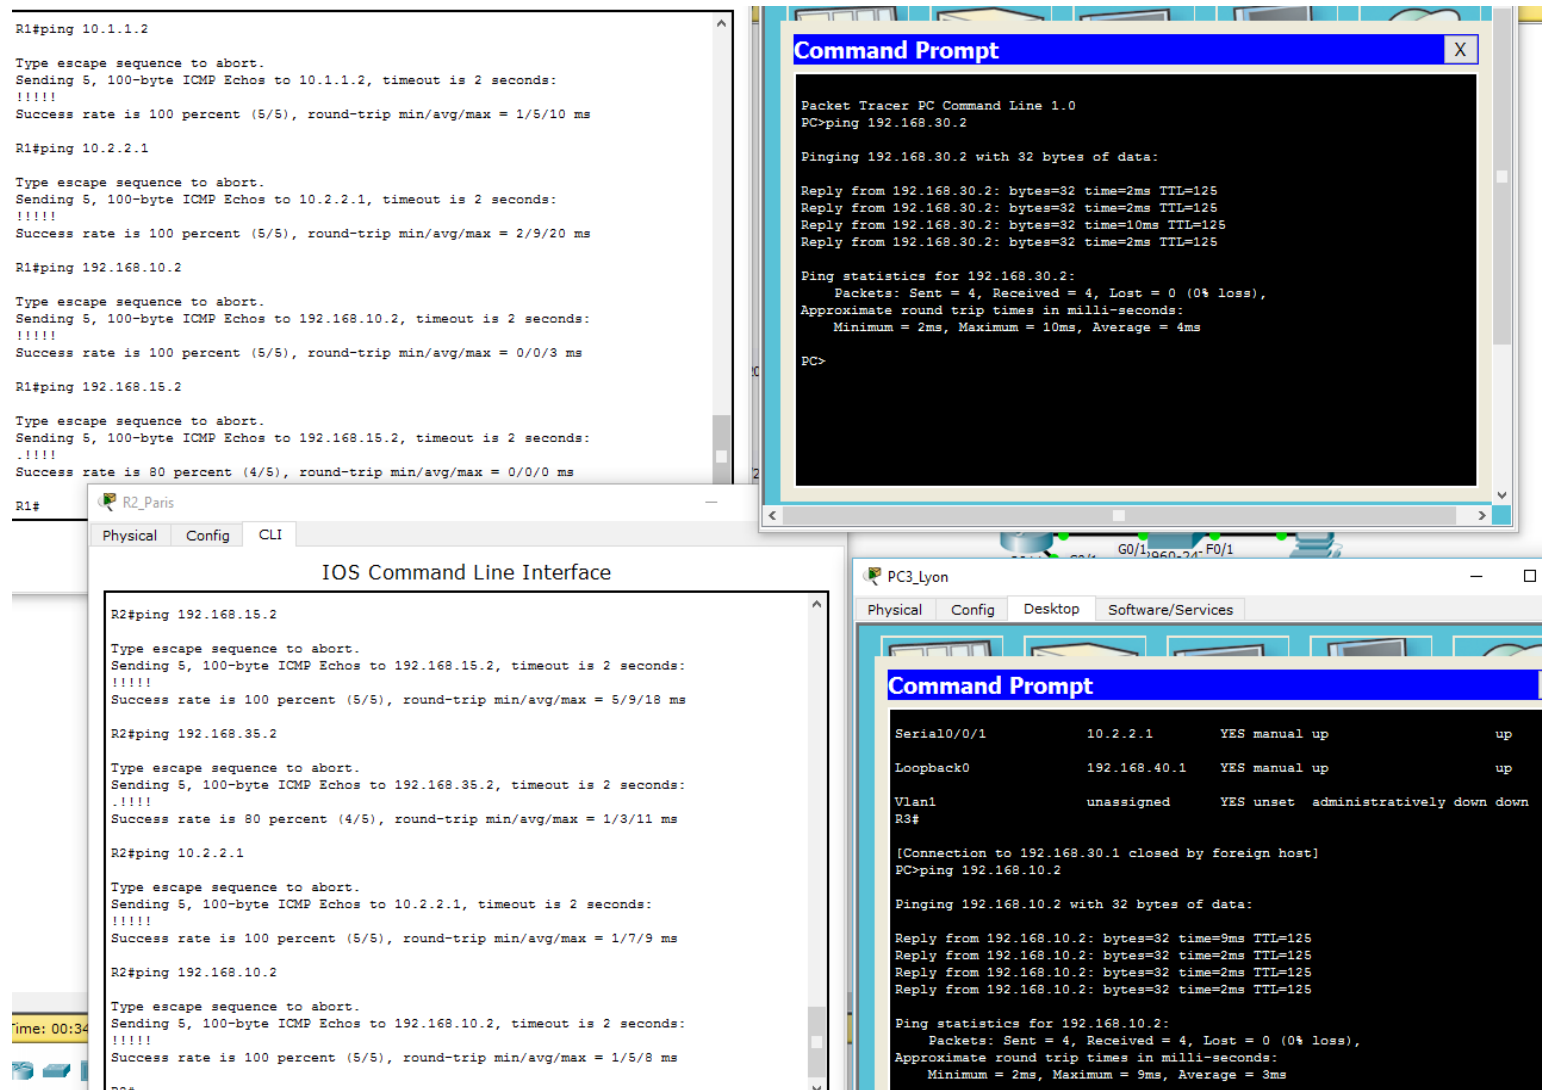 R1#ping 10.1.1.2
Type escape sequence to abort.
Sending 5, 100-byte ICMP Echos to 10.1.1.2, timeout is 2 seconds:
!!!!!
Success rate is 100 percent (5/5), round-trip min/avg/max = 1/5/10 ms
R1#ping 10.2.2.1
Type escape sequence to abort.
Sending 5, 100-byte ICMP Echos to 10.2.2.1, timeout is 2 seconds:
!!!!!
Success rate is 100 percent (5/5), round-trip min/avg/max = 2/9/20 ms
R1#ping 192.168.10.2
Type escape sequence to abort.
Sending 5, 100-byte ICMP Echos to 192.168.10.2, timeout is 2 seconds:
!!!!!
Success rate is 100 percent (5/5), round-trip min/avg/max = 0/0/3 ms
R1#ping 192.168.15.2
Type escape sequence to abort.
Sending 5, 100-byte ICMP Echos to 192.168.15.2, timeout is 2 seconds:
.!!!!
Success rate is 80 percent (4/5), round-trip min/avg/max = 0/0/0 ms
R1#
Command Prompt
X
Packet Tracer PC Command Line 1.0
PC>ping 192.168.30.2
Pinging 192.168.30.2 with 32 bytes of data:
Reply from 192.168.30.2: bytes=32 time=2ms TTL=125
Reply from 192.168.30.2: bytes=32 time=2ms TTL=125
Reply from 192.168.30.2: bytes=32 time=10ms TTL=125
Reply from 192.168.30.2: bytes=32 time=2ms TTL=125
Ping statistics for 192.168.30.2:
Packets: Sent = 4, Received = 4, Lost = 0 (0% loss),
Approximate round trip times in milli-seconds:
Minimum = 2ms, Maximum = 10ms, Average = 4ms
PC>
G0/1 F0/1
R2_Paris
Physical Config CLI
IOS Command Line Interface
R2#ping 192.168.15.2
Type escape sequence to abort.
Sending 5, 100-byte ICMP Echos to 192.168.15.2, timeout is 2 seconds:
!!!!!
Success rate is 100 percent (5/5), round-trip min/avg/max = 5/9/18 ms
R2#ping 192.168.35.2
Type escape sequence to abort.
Sending 5, 100-byte ICMP Echos to 192.168.35.2, timeout is 2 seconds:
.!!!!
Success rate is 80 percent (4/5), round-trip min/avg/max = 1/3/11 ms
R2#ping 10.2.2.1
Type escape sequence to abort.
Sending 5, 100-byte ICMP Echos to 10.2.2.1, timeout is 2 seconds:
!!!!!
Success rate is 100 percent (5/5), round-trip min/avg/max = 1/7/9 ms
R2#ping 192.168.10.2
Type escape sequence to abort.
Sending 5, 100-byte ICMP Echos to 192.168.10.2, timeout is 2 seconds:
!!!!!
Success rate is 100 percent (5/5), round-trip min/avg/max = 1/5/8 ms
PC3_Lyon
Physical Config Desktop Software/Services
Command Prompt
Serial0/0/1 10.2.2.1 YES manual up up
Loopback0 192.168.40.1 YES manual up up
Vlan1 unassigned YES unset administratively down down
R3#
[Connection to 192.168.30.1 closed by foreign host]
PC>ping 192.168.10.2
Pinging 192.168.10.2 with 32 bytes of data:
Reply from 192.168.10.2: bytes=32 time=9ms TTL=125
Reply from 192.168.10.2: bytes=32 time=2ms TTL=125
Reply from 192.168.10.2: bytes=32 time=2ms TTL=125
Reply from 192.168.10.2: bytes=32 time=2ms TTL=125
Ping statistics for 192.168.10.2:
Packets: Sent = 4, Received = 4, Lost = 0 (0% loss),
Approximate round trip times in milli-seconds:
Minimum = 2ms, Maximum = 9ms, Average = 3ms
ime: 00:34